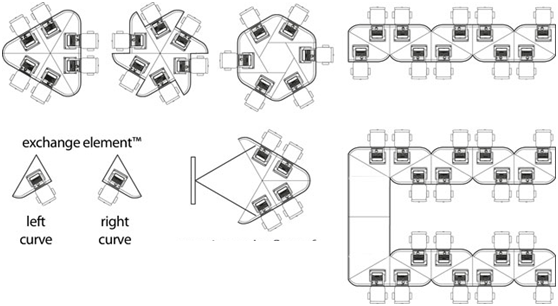 exchange element™
left
curve
right
curve